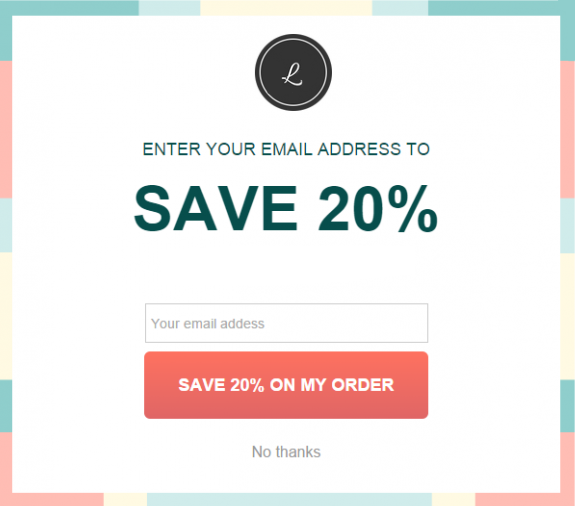 L
ENTER YOUR EMAIL ADDRESS TO
SAVE 20%
Your email addess
SAVE 20% ON MY ORDER
No thanks